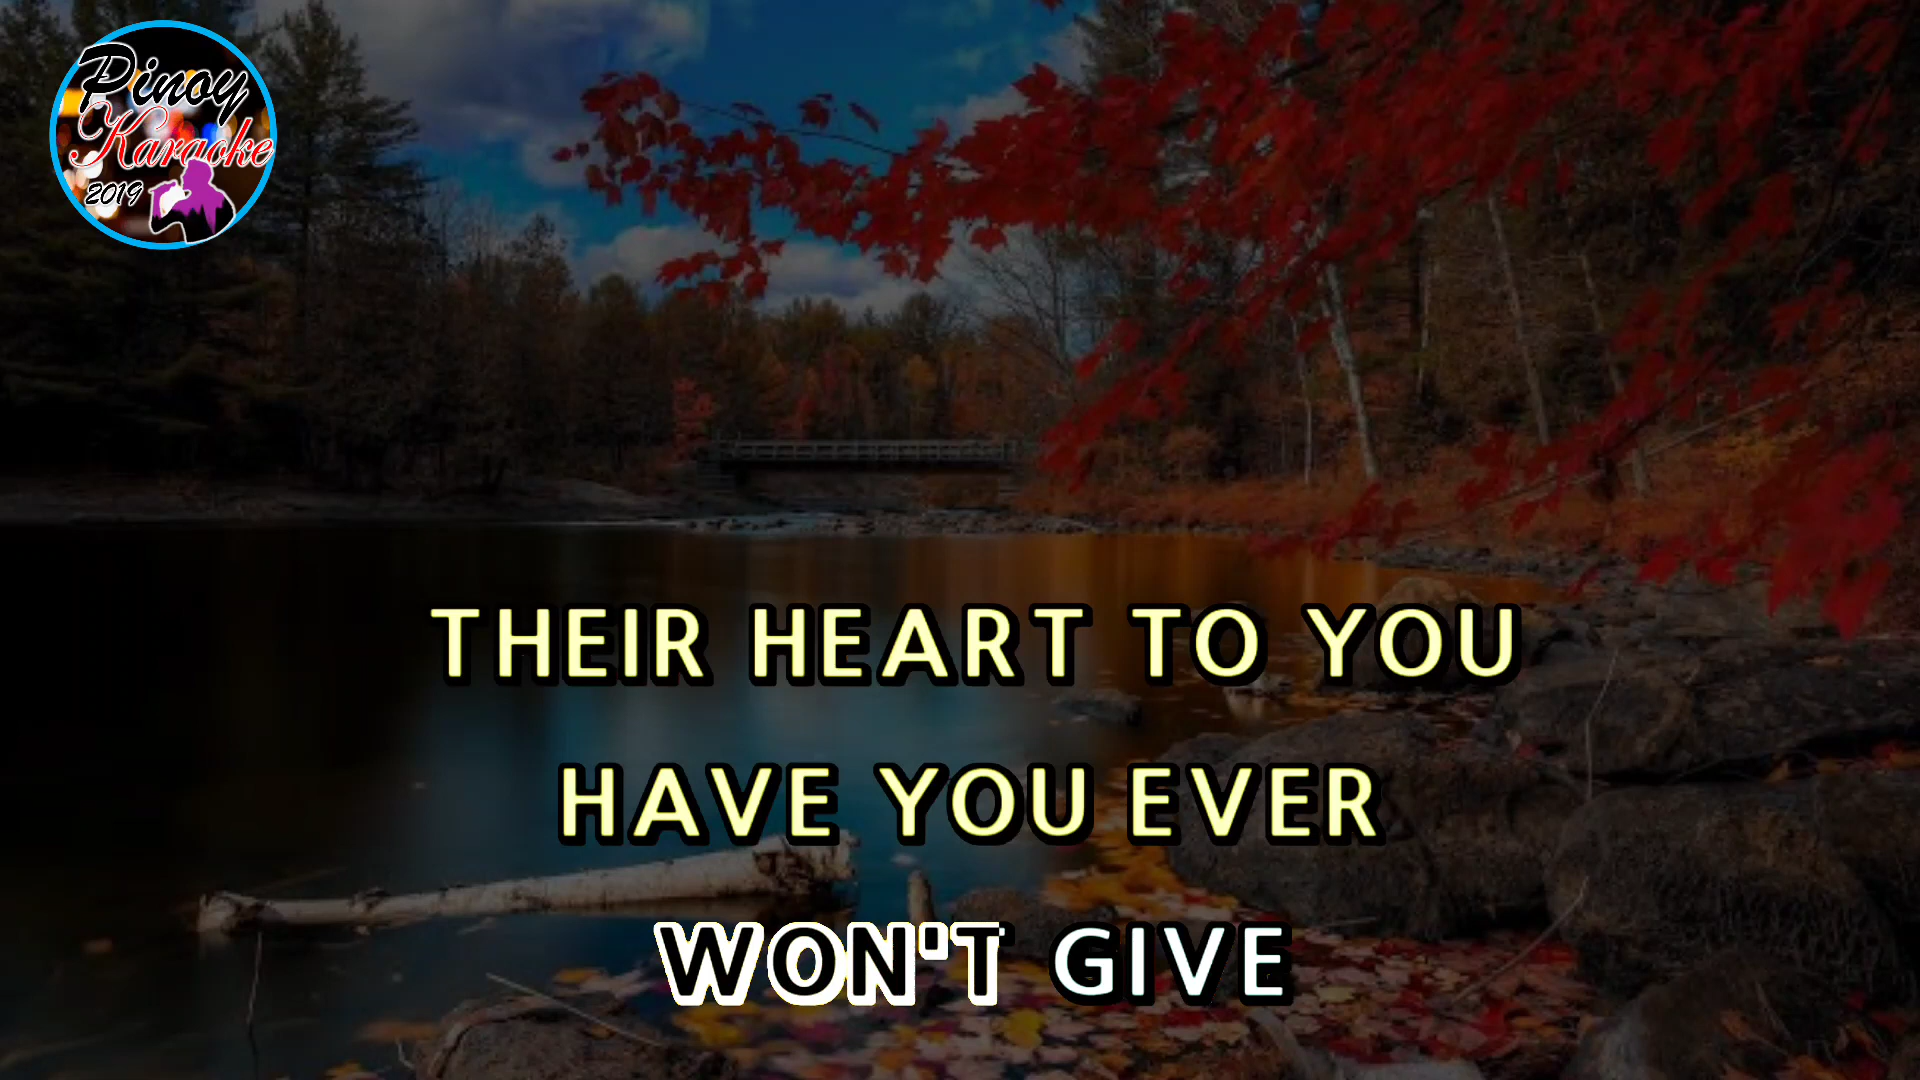 Pinoy
Karaoke
2019
THEIR HEART TO YOU
HAVE YOU EVER
WON'T GIVE